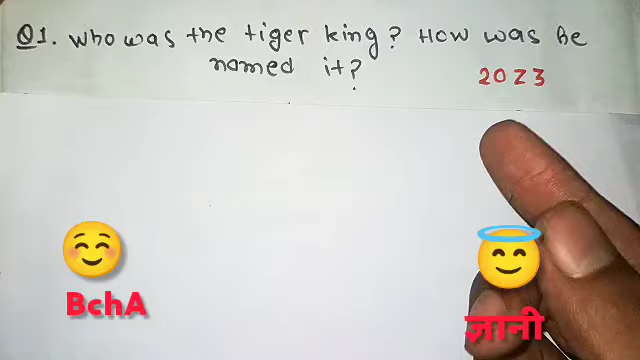 Q1. Who was the tiger king? How was he
named it?
2023
BchA
ज्ञानी